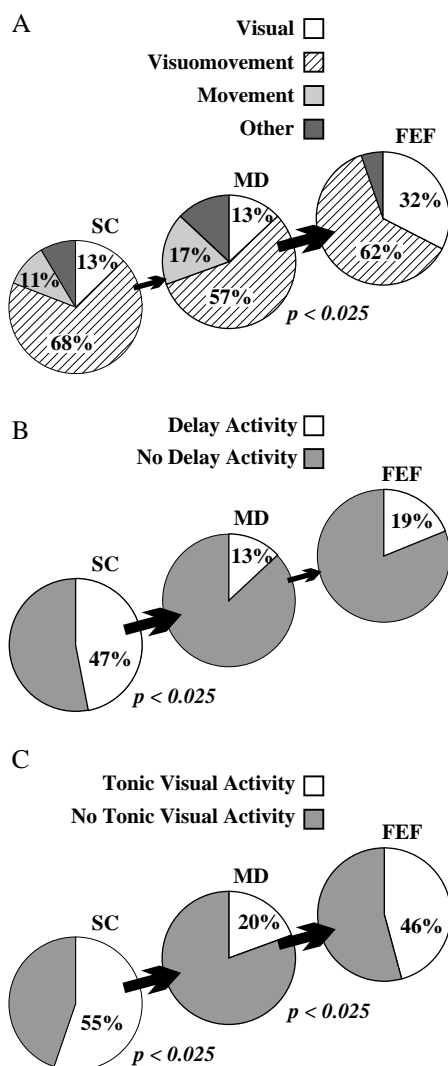 A
Visual
Visuomovement
Movement
Other
FEF
MD
SC
32%
13%
13%
11%
17%
62%
57%
68%
p < 0.025
B
Delay Activity
No Delay Activity
FEF
MD
SC
19%
13%
47%
p < 0.025
C
Tonic Visual Activity
No Tonic Visual Activity
FEF
MD
SC
20%
46%
55%
p < 0.025
p < 0.025